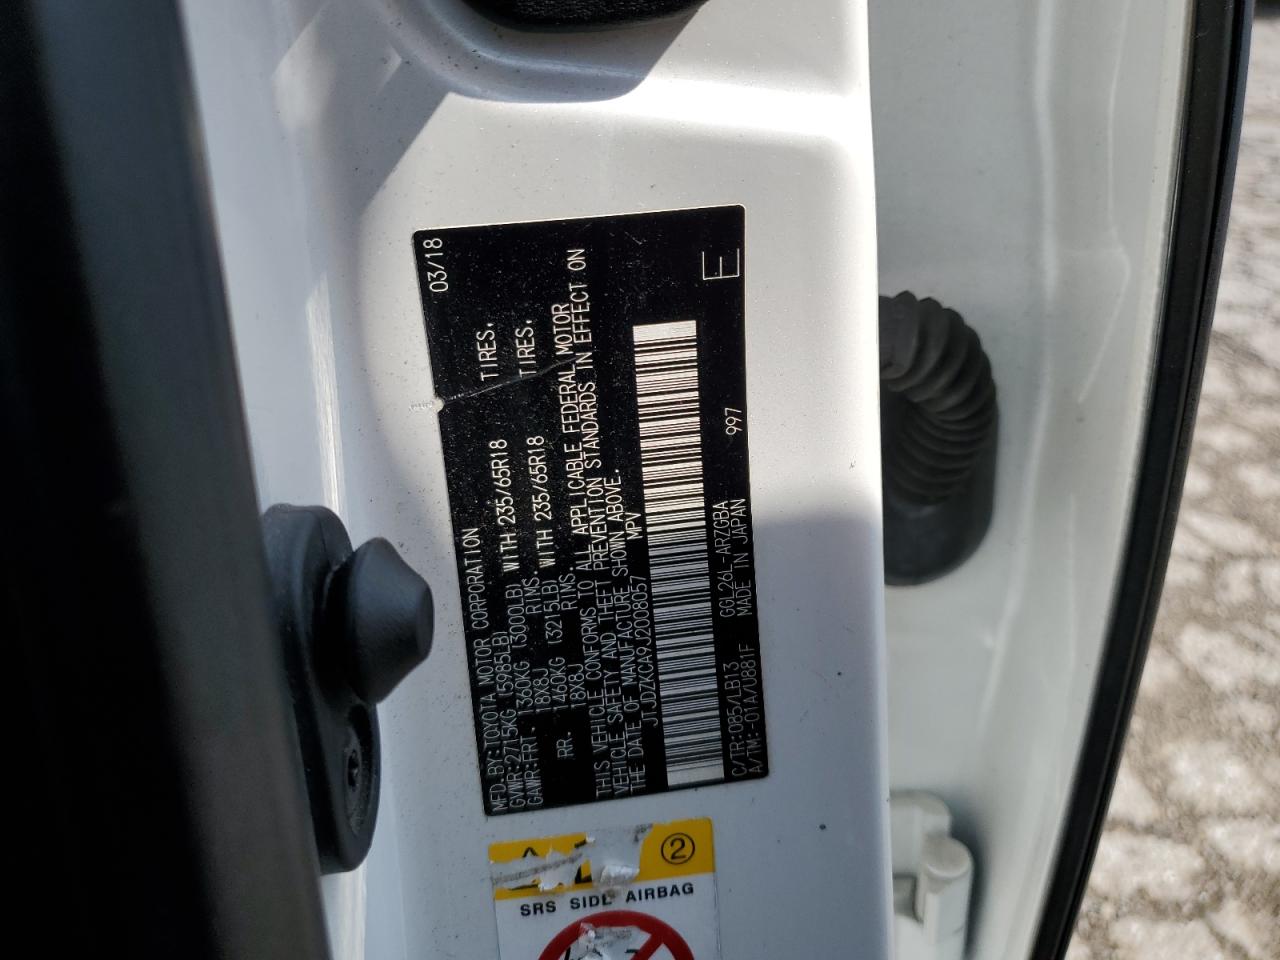 MFD.BY:TOYOTA MOTOR CORPORATION 03/18
GVWR:2715KG (5985LB)
GAWR:FRT. 1360KG (3000LB) WITH 235/65R18 TIRES.
18X8J RIMS.
RR. 1460KG (3215LB) WITH 235/65R18 TIRES.
18X8J RIMS
THIS VEHICLE CONFORMS TO ALL APPLICABLE FEDERAL MOTOR
VEHICLE SAFETY AND THEFT PREVENTION STANDARDS IN EFFECT ON
THE DATE OF MANUFACTURE SHOWN ABOVE.
JTJDZKCA9J2008057 MPV
C/TR:085/LB13 GGL26L-ARZGBA 997 E
A/TM:-01A/U881F MADE IN JAPAN
2
SRS SIDE AIRBAG